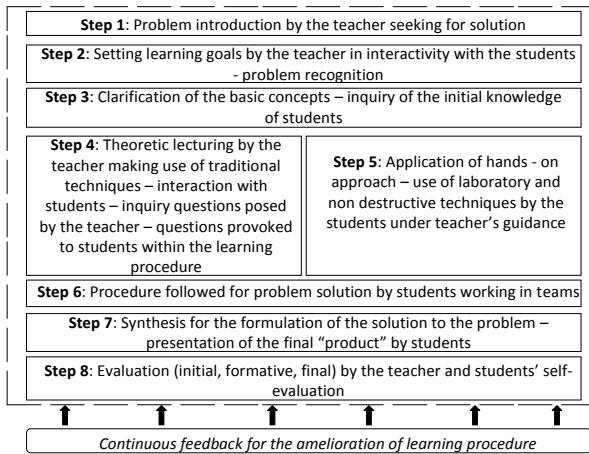 Step 1: Problem introduction by the teacher seeking for solution
Step 2: Setting learning goals by the teacher in interactivity with the students
- problem recognition
Step 3: Clarification of the basic concepts – inquiry of the initial knowledge
of students
Step 4: Theoretic lecturing by the
teacher making use of traditional
techniques – interaction with
students – inquiry questions posed
by the teacher – questions provoked
to students within the learning
procedure
Step 5: Application of hands - on
approach – use of laboratory and
non destructive techniques by the
students under teacher’s guidance
Step 6: Procedure followed for problem solution by students working in teams
Step 7: Synthesis for the formulation of the solution to the problem –
presentation of the final “product” by students
Step 8: Evaluation (initial, formative, final) by the teacher and students’ self-
evaluation
Continuous feedback for the amelioration of learning procedure